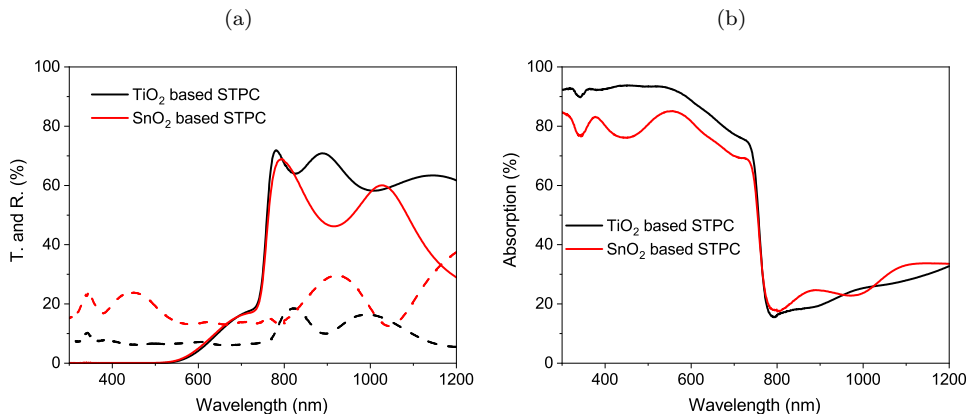 (a)
(b)
100
80
60
40
20
0
400
600
800
1000
1200
T. and R. (%)
Wavelength (nm)
TiO₂ based STPC
SnO₂ based STPC
100
80
60
40
20
0
400
600
800
1000
1200
Absorption (%)
Wavelength (nm)
TiO₂ based STPC
SnO₂ based STPC